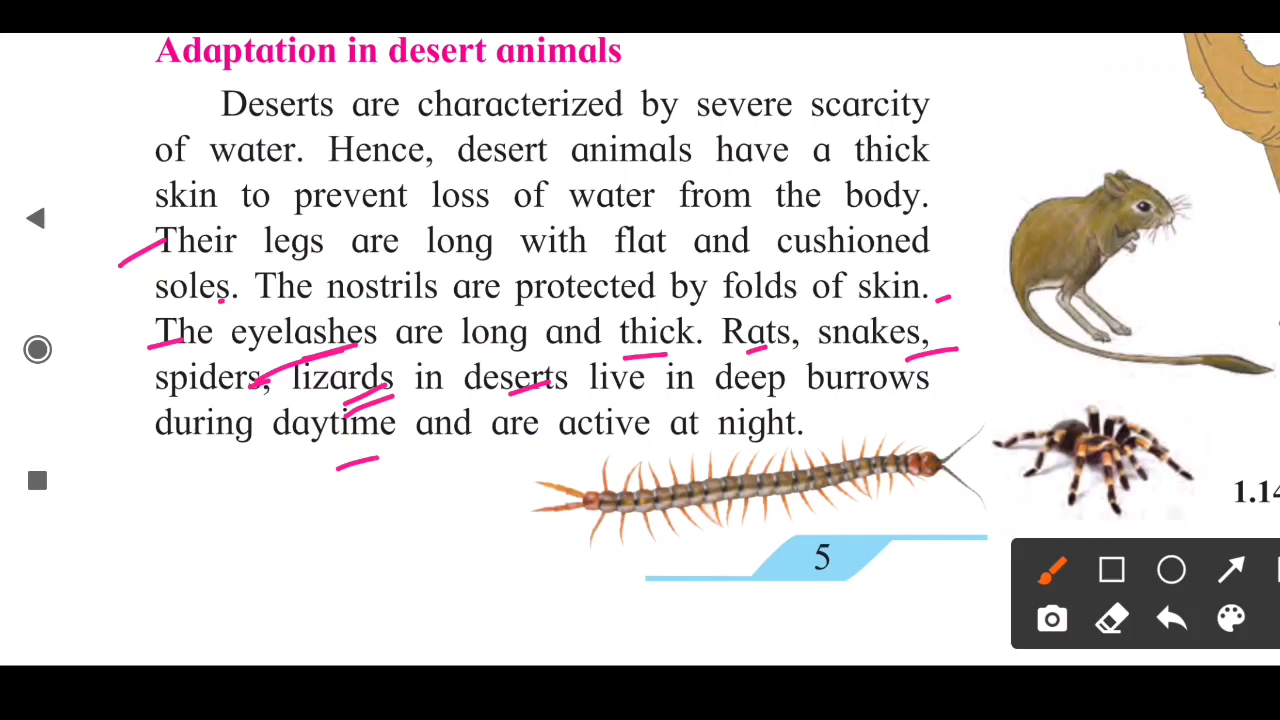 Adaptation in desert animals
Deserts are characterized by severe scarcity
of water. Hence, desert animals have a thick
skin to prevent loss of water from the body.
Their legs are long with flat and cushioned
soles. The nostrils are protected by folds of skin.
The eyelashes are long and thick. Rats, snakes,
spiders, lizards in deserts live in deep burrows
during daytime and are active at night.
1.14
5